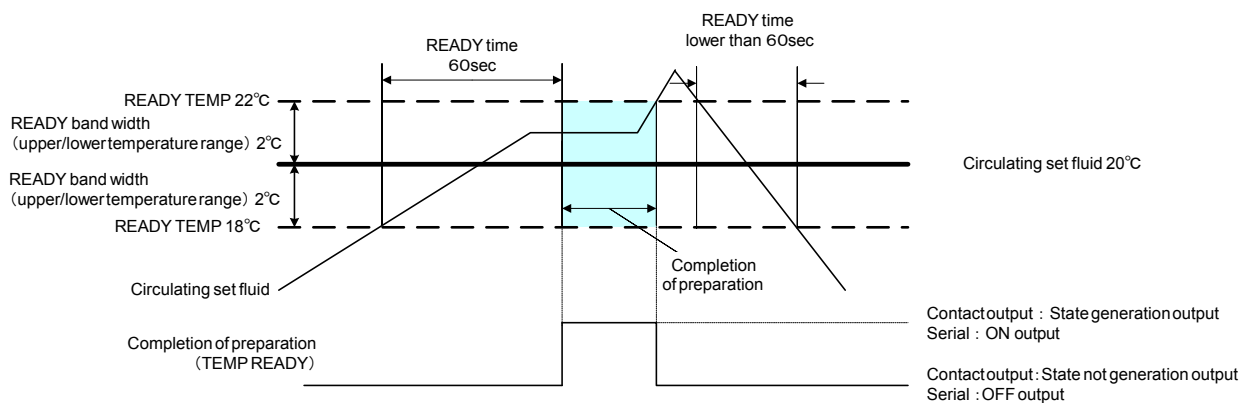 READY time
lower than 60sec
READY time
60sec
READY TEMP 22℃
READY band width
(upper/lower temperature range) 2℃
Circulating set fluid 20℃
READY band width
(upper/lower temperature range) 2℃
READY TEMP 18℃
Completion
of preparation
Circulating set fluid
Contact output : State generation output
Serial : ON output
Completion of preparation
(TEMP READY)
Contact output : State not generation output
Serial : OFF output